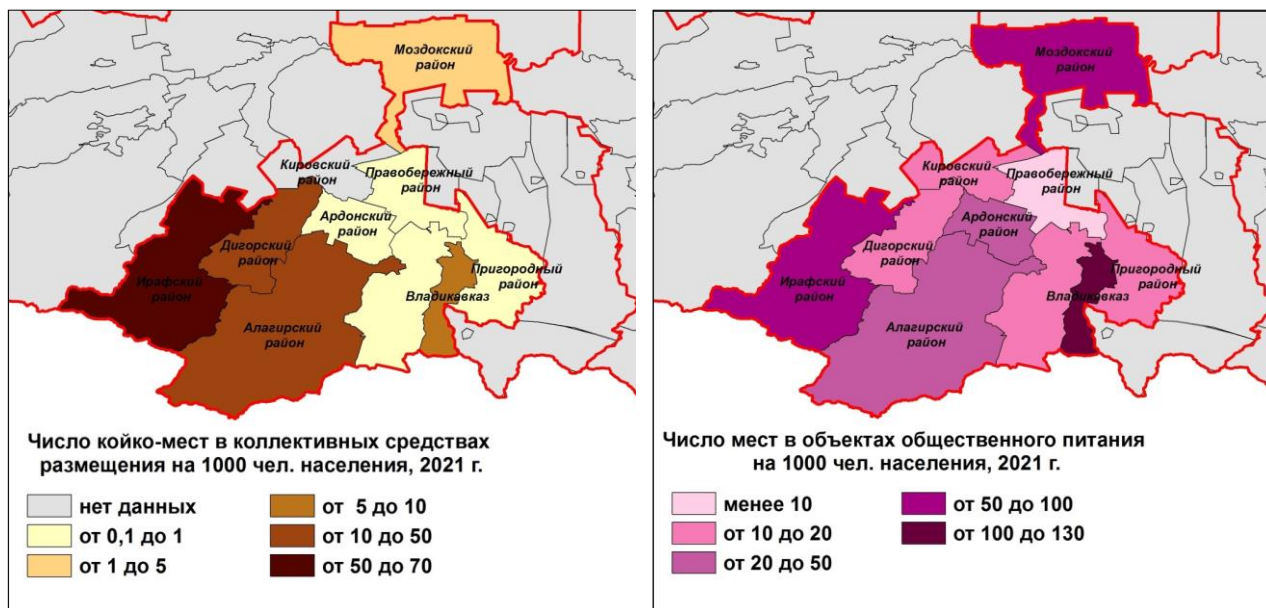 Моздокский
район
Кировский
район
Правобережный
район
Ардонский
район
Дигорский
район
Ирафский
район
Пригородный
район
Владикавказ
Алагирский
район
Число койко-мест в коллективных средствах
размещения на 1000 чел. населения, 2021 г.
нет данных
от 0,1 до 1
от 1 до 5
от 5 до 10
от 10 до 50
от 50 до 70
Моздокский
район
Кировский
район
Правобережный
район
Ардонский
район
Дигорский
район
Ирафский
район
Пригородный
район
Владикавказ
Алагирский
район
Число мест в объектах общественного питания
на 1000 чел. населения, 2021 г.
менее 10
от 10 до 20
от 20 до 50
от 50 до 100
от 100 до 130